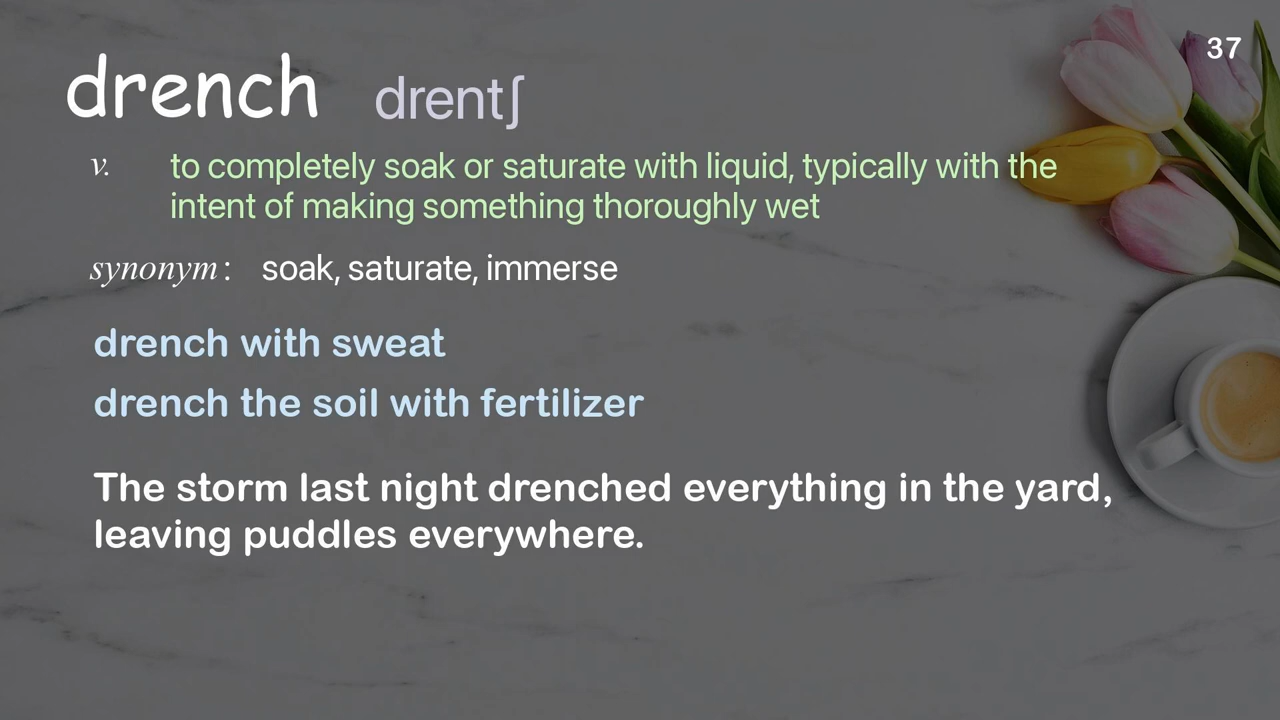 37
drench drentʃ
v. to completely soak or saturate with liquid, typically with the
intent of making something thoroughly wet
synonym: soak, saturate, immerse
drench with sweat
drench the soil with fertilizer
The storm last night drenched everything in the yard,
leaving puddles everywhere.